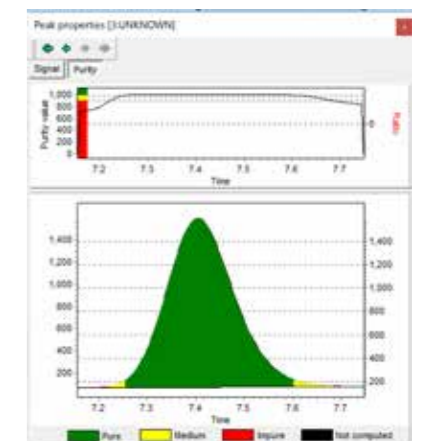 Peak properties [3:UNKNOWN]
Signal Purity
Purity value
1,000
800
600
400
200
0
0
Ratio
7.2 7.3 7.4 7.5 7.6 7.7
Time
1,400 1,400
1,200 1,200
1,000 1,000
800 800
600 600
400 400
200 200
7.2 7.3 7.4 7.5 7.6 7.7
Time
Pure Medium Impure Not computed